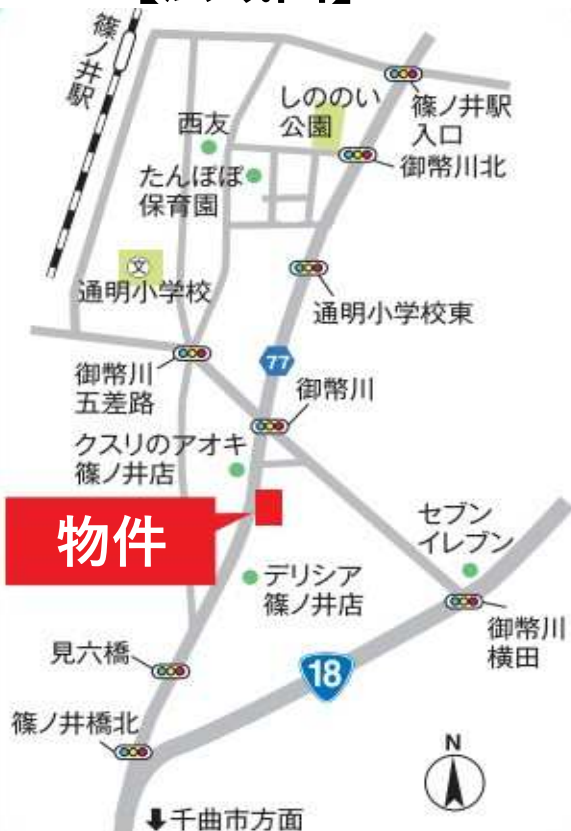 篠ノ井駅
しののい
公園
篠ノ井駅
入口
西友
御幣川北
たんぽぽ
保育園
文
通明小学校
通明小学校東
御幣川
五差路
77
御幣川
クスリのアオキ
篠ノ井店
物件
セブン
イレブン
デリシア
篠ノ井店
御幣川
横田
見六橋
18
篠ノ井橋北
N
⬇千曲市方面